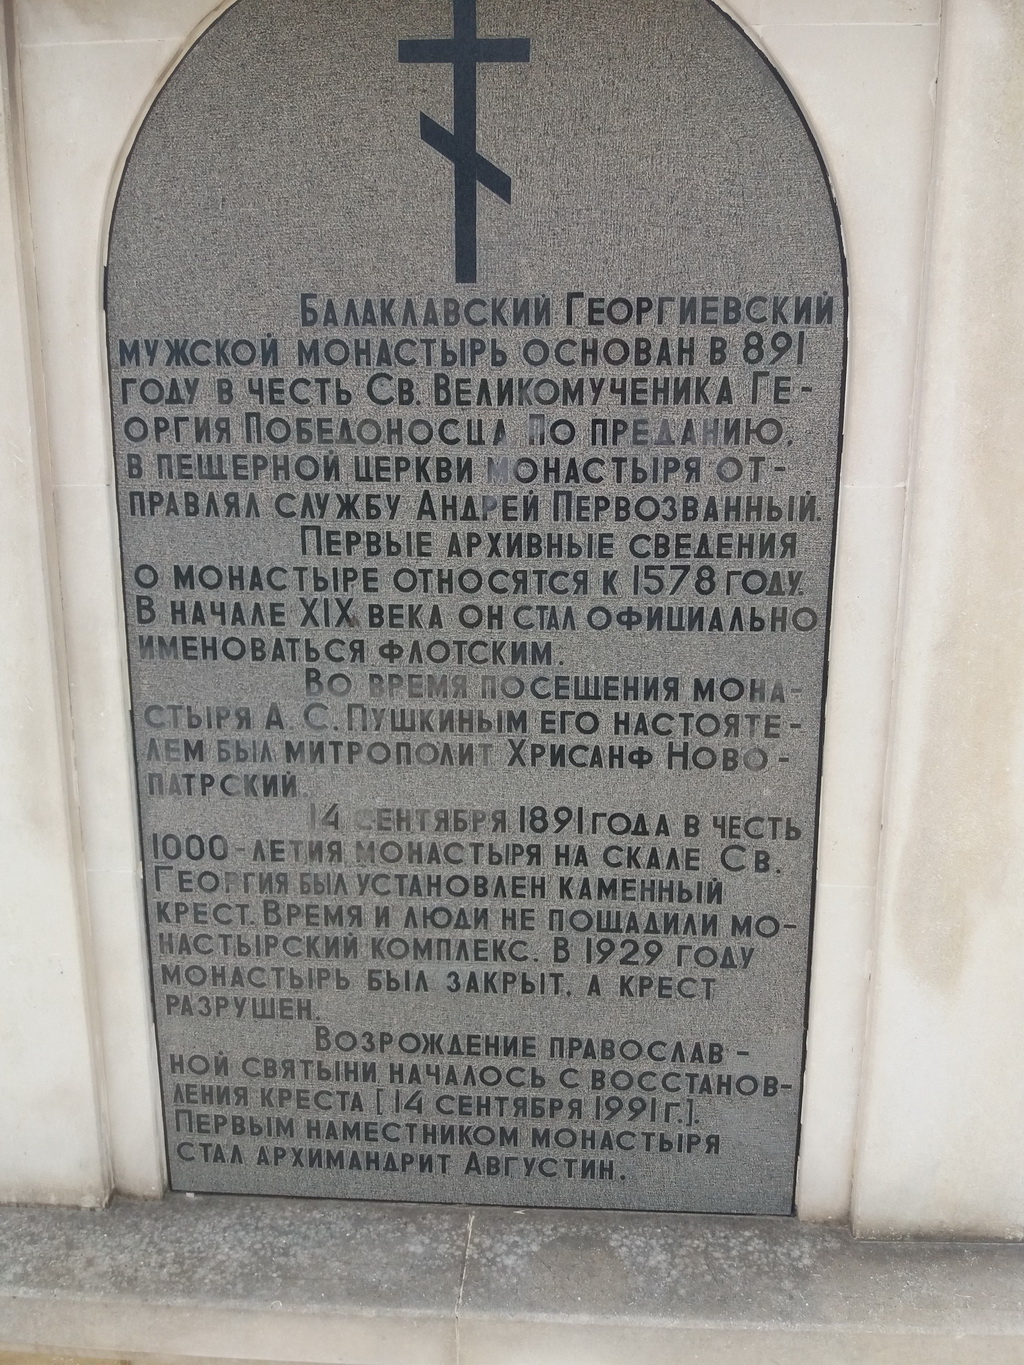 Балаклавский Георгиевский
мужской монастырь основан в 891
году в честь Св. Великомученика Ге-
оргия Победоносца По преданию,
в пещерной церкви монастыря от-
правлял службу Андрей Первозванный.
Первые архивные сведения
о монастыре относятся к 1578 году.
В начале XIX века он стал официально
именоваться флотским.
Во время посещения мона-
стыря А. С. Пушкиным его настояте-
лем был митрополит Хрисанф Ново-
патрский.
14 сентября 1891 года в честь
1000-летия монастыря на скале Св.
Георгия был установлен каменный
крест. Время и люди не пощадили мо-
настырский комплекс. В 1929 году
монастырь был закрыт, а крест
разрушен.
Возрождение православ-
ной святыни началось с восстанов-
ления креста [14 сентября 1991 г.].
Первым наместником монастыря
стал архимандрит Августин.